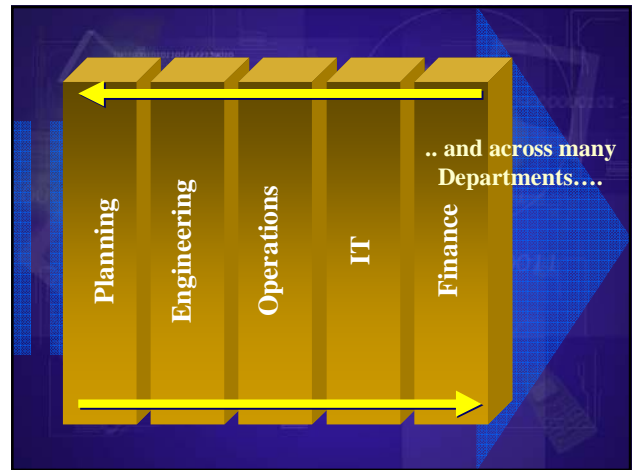 .. and across many
Departments....
Planning
Engineering
Operations
IT
Finance